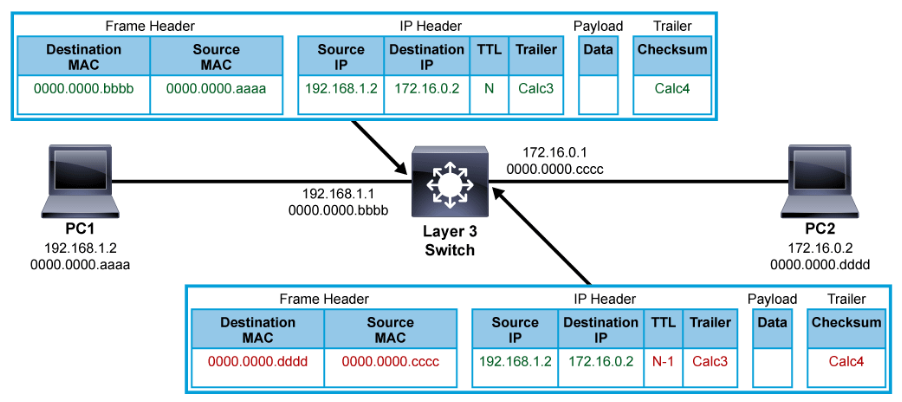 Frame Header IP Header Payload Trailer
Destination MAC Source MAC Source IP Destination IP TTL Trailer Data Checksum
0000.0000.bbbb 0000.0000.aaaa 192.168.1.2 172.16.0.2 N Calc3 Calc4
172.16.0.1
0000.0000.cccc
192.168.1.1
0000.0000.bbbb
PC1
192.168.1.2
0000.0000.aaaa
Layer 3
Switch
PC2
172.16.0.2
0000.0000.dddd
Frame Header IP Header Payload Trailer
Destination MAC Source MAC Source IP Destination IP TTL Trailer Data Checksum
0000.0000.dddd 0000.0000.cccc 192.168.1.2 172.16.0.2 N-1 Calc3 Calc4